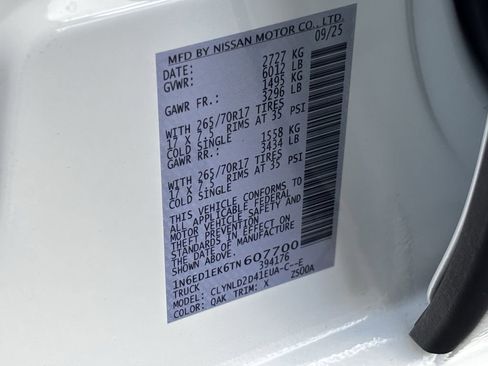 MFD BY NISSAN MOTOR CO., LTD.
DATE: 09/25
GVWR: 2727 KG
6012 LB
GAWR FR.: 1495 KG
3296 LB
WITH 265/70R17 TIRES
17 X 7.5 RIMS AT 35 PSI
COLD SINGLE
GAWR RR.: 1558 KG
3434 LB
WITH 265/70R17 TIRES
17 X 7.5 RIMS AT 35 PSI
COLD SINGLE
THIS VEHICLE CONFORMS TO
ALL APPLICABLE FEDERAL
MOTOR VEHICLE SAFETY AND
THEFT PREVENTION
STANDARDS IN EFFECT ON
THE DATE OF MANUFACTURE
SHOWN ABOVE.
1N6ED1EK6TN607700
TRUCK 394176
MODEL: CLYNLD2D41EUA-C--E
COLOR: QAK TRIM: X ZS00A